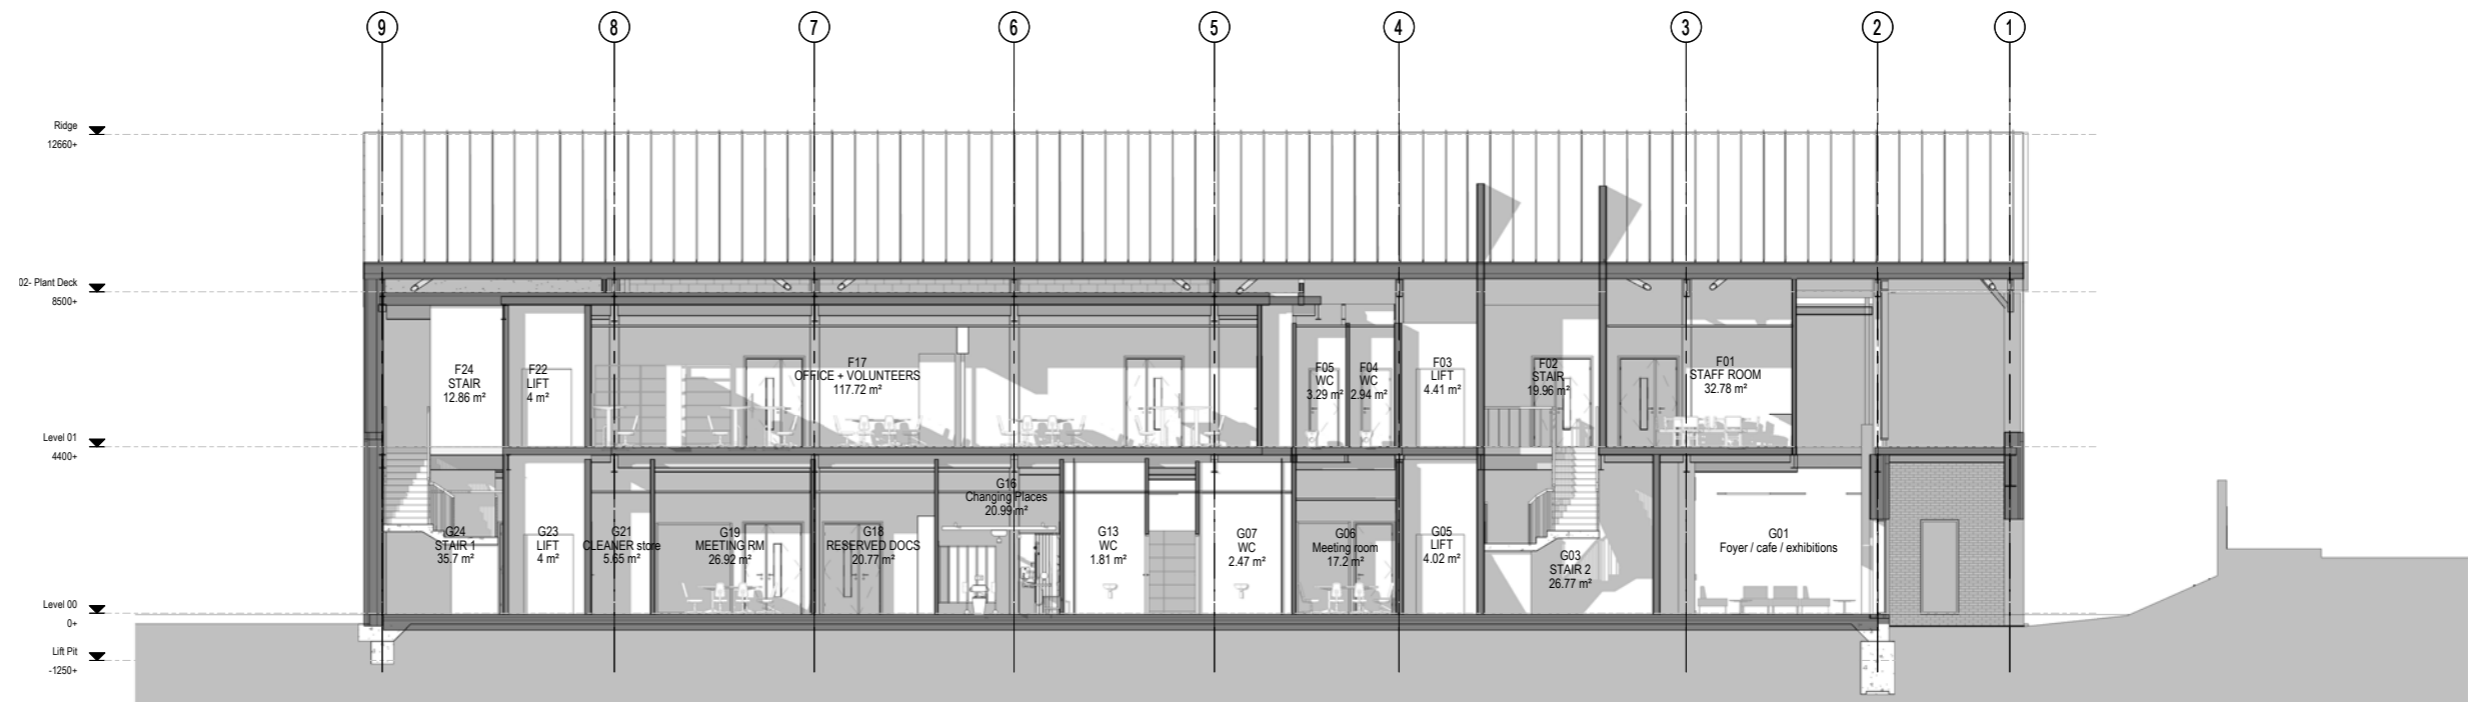 9 8 7 6 5 4 3 2 1
Ridge
12660+
02- Plant Deck
8500+
F24
STAIR
12.86 m²
F22
LIFT
4 m²
F17
OFFICE + VOLUNTEERS
117.72 m²
F05
WC
3.29 m²
F04
WC
2.94 m²
F03
LIFT
4.41 m²
F02
STAIR
19.96 m²
F01
STAFF ROOM
32.78 m²
Level 01
4400+
G24
STAIR 1
35.7 m²
G23
LIFT
4 m²
G21
CLEANER store
5.65 m²
G19
MEETING RM
26.92 m²
G18
RESERVED DOCS
20.77 m²
G16
Changing Places
20.99 m²
G13
WC
1.81 m²
G07
WC
2.47 m²
G06
Meeting room
17.2 m²
G05
LIFT
4.02 m²
G03
STAIR 2
26.77 m²
G01
Foyer / cafe / exhibitions
Level 00
0+
Lift Pit
-1250+